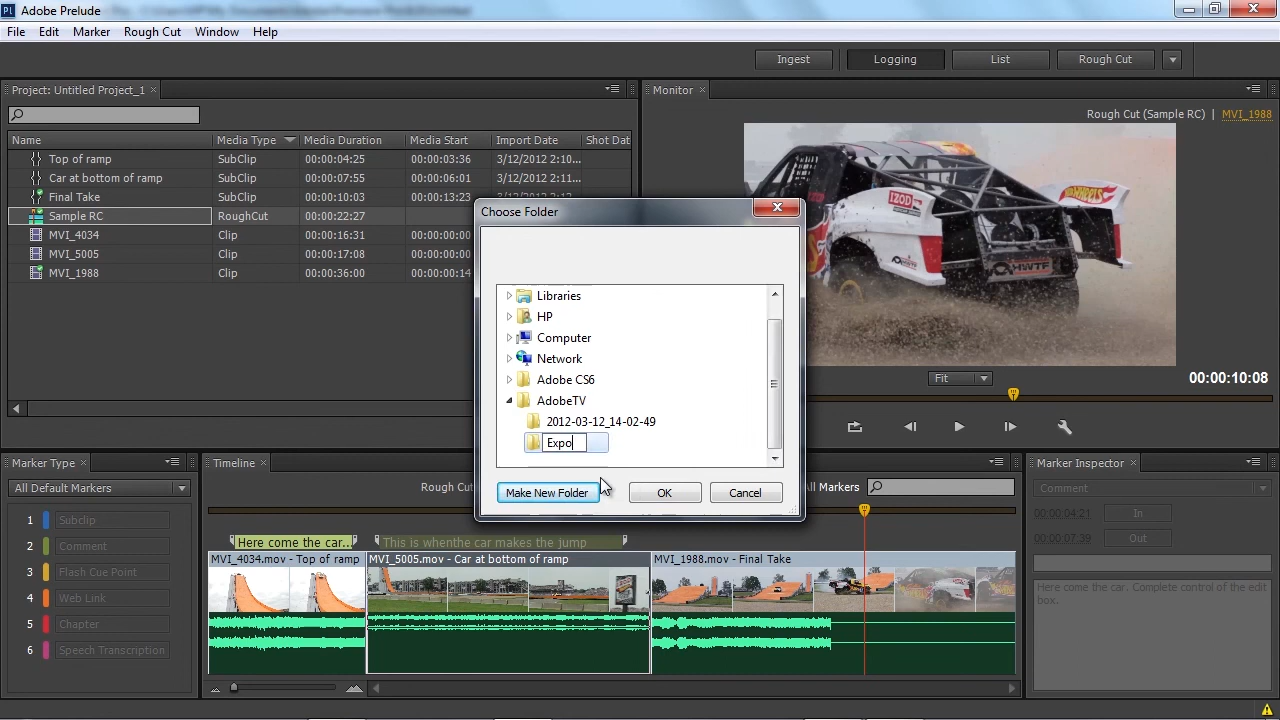 Adobe Prelude
File Edit Marker Rough Cut Window Help
Ingest Logging List Rough Cut
Project: Untitled Project_1
Name Media Type Media Duration Media Start Import Date Shot Dat
Top of ramp SubClip 00:00:04:25 00:00:03:36 3/12/2012 2:10...
Car at bottom of ramp SubClip 00:00:07:55 00:00:06:01 3/12/2012 2:11...
Final Take SubClip 00:00:10:03 00:00:13:23 3/12/2012 2:12...
Sample RC RoughCut 00:00:22:27
MVI_4034 Clip 00:00:16:31 00:00:00:00
MVI_5005 Clip 00:00:17:08 00:00:00:00
MVI_1988 Clip 00:00:36:00 00:00:00:14
Monitor
Rough Cut (Sample RC) | MVI_1988
IZOD
HOT WHEELS
HWTF
Fit
00:00:10:08
Choose Folder
Libraries
HP
Computer
Network
Adobe CS6
AdobeTV
2012-03-12_14-02-49
Expo
Make New Folder OK Cancel
Marker Type
All Default Markers
1 Subclip
2 Comment
3 Flash Cue Point
4 Web Link
5 Chapter
6 Speech Transcription
Timeline
Rough Cu
All Markers
Here come the car...
This is whenthe car makes the jump
MVI_4034.mov - Top of ramp
MVI_5005.mov - Car at bottom of ramp
MVI_1988.mov - Final Take
Marker Inspector
Comment
00:00:04:21 In
00:00:07:39 Out
Here come the car. Complete control of the edit
box.